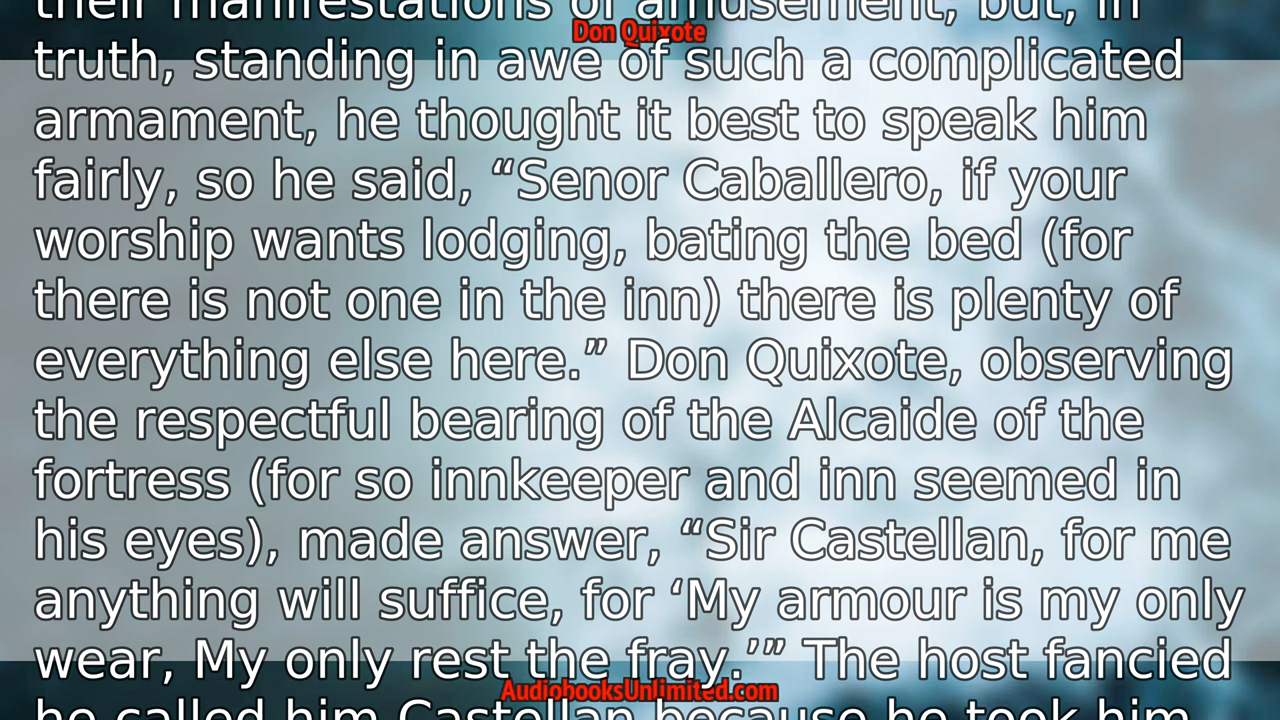 their manifestations of amusement; but, in
Don Quixote
truth, standing in awe of such a complicated
armament, he thought it best to speak him
fairly, so he said, “Senor Caballero, if your
worship wants lodging, bating the bed (for
there is not one in the inn) there is plenty of
everything else here.” Don Quixote, observing
the respectful bearing of the Alcaide of the
fortress (for so innkeeper and inn seemed in
his eyes), made answer, “Sir Castellan, for me
anything will suffice, for ‘My armour is my only
wear, My only rest the fray.’” The host fancied
AudiobooksUnlimited.com
he called him Castellan because he took him